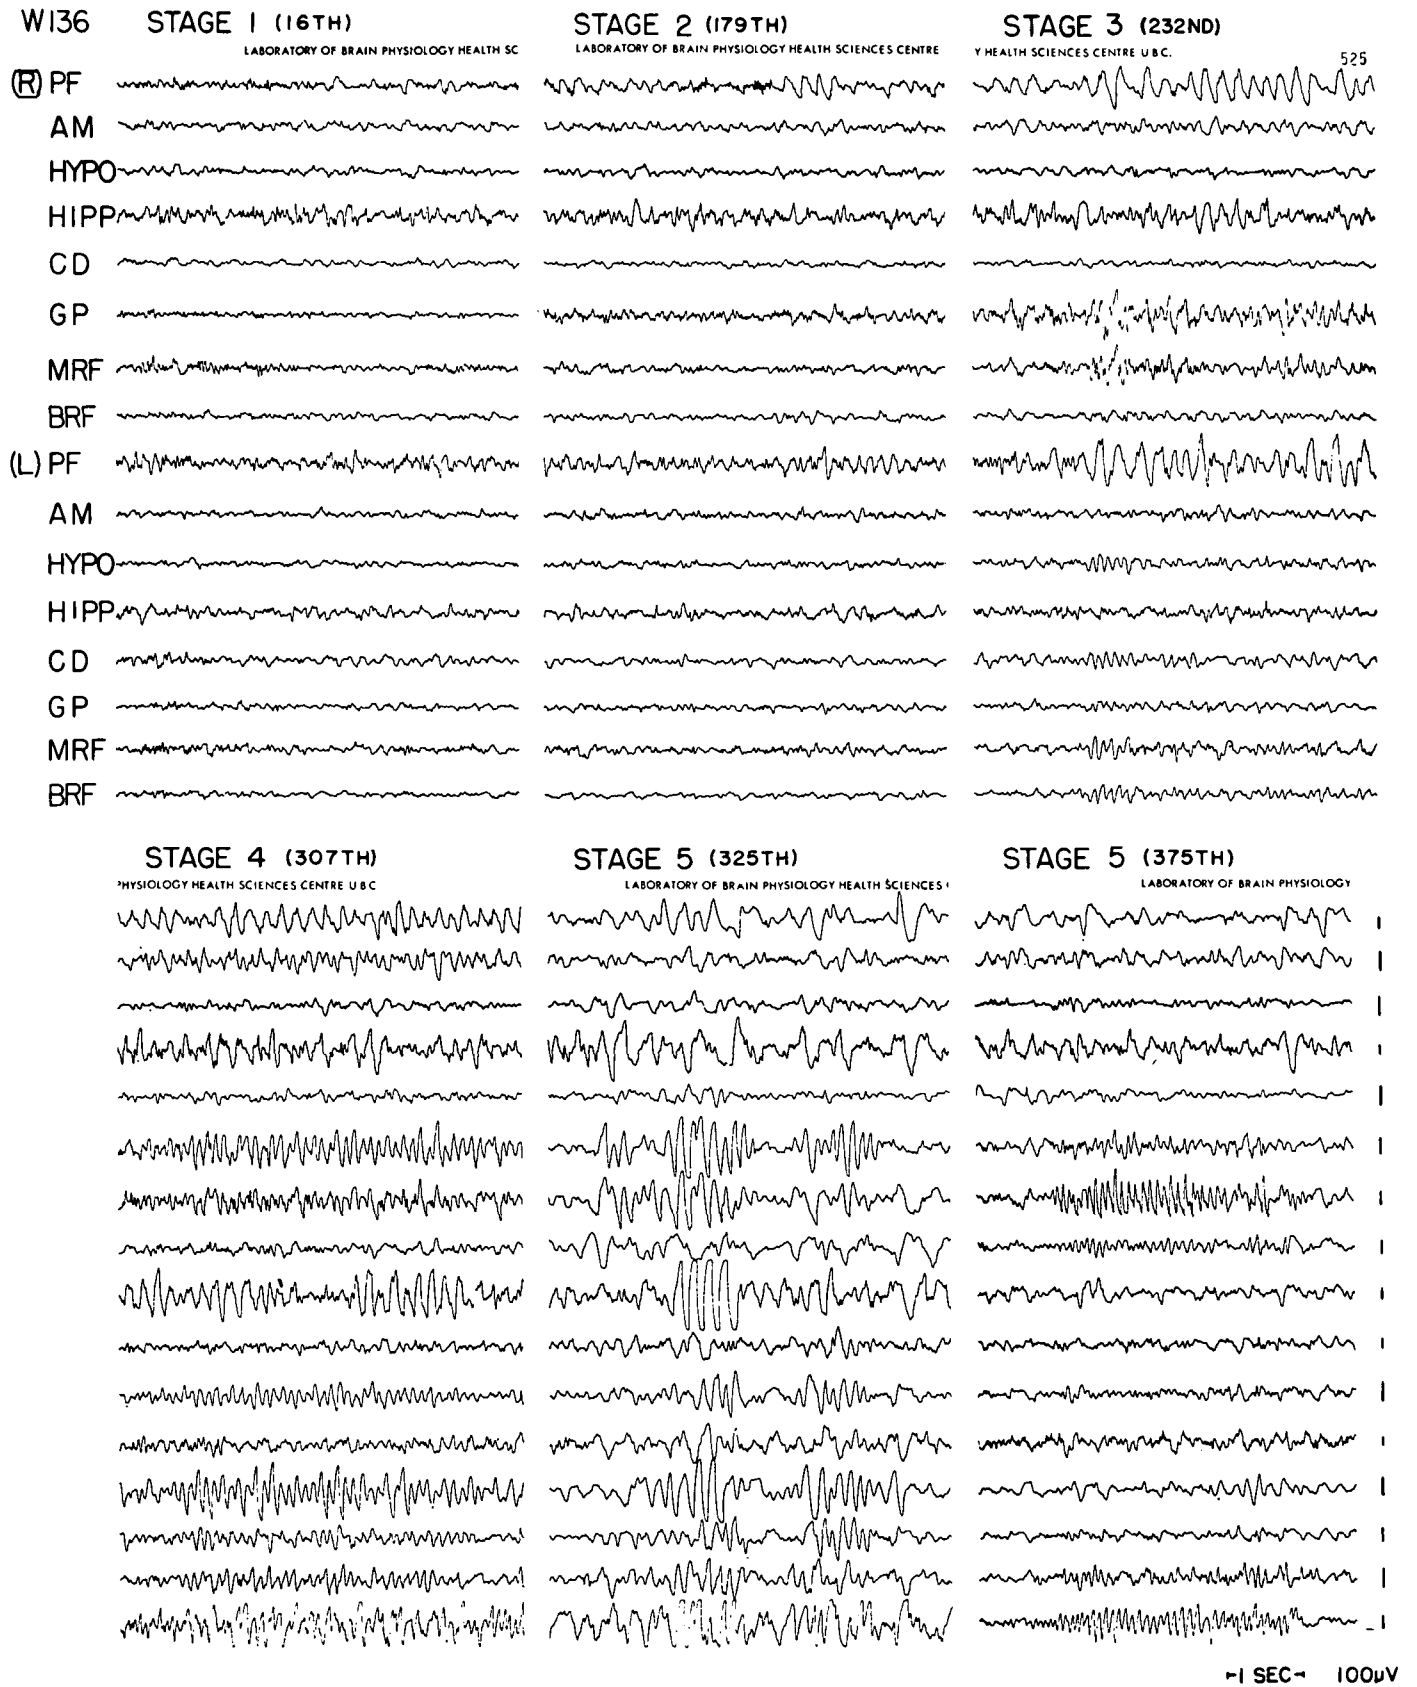 W136 STAGE 1 (16TH) STAGE 2 (179TH) STAGE 3 (232ND)
LABORATORY OF BRAIN PHYSIOLOGY HEALTH SC LABORATORY OF BRAIN PHYSIOLOGY HEALTH SCIENCES CENTRE Y HEALTH SCIENCES CENTRE U B C.
525
(R) PF
AM
HYPO
HIPP
CD
GP
MRF
BRF
(L) PF
AM
HYPO
HIPP
CD
GP
MRF
BRF
STAGE 4 (307TH) STAGE 5 (325TH) STAGE 5 (375TH)
PHYSIOLOGY HEALTH SCIENCES CENTRE U B C LABORATORY OF BRAIN PHYSIOLOGY HEALTH SCIENCES LABORATORY OF BRAIN PHYSIOLOGY
1 SEC 100µV